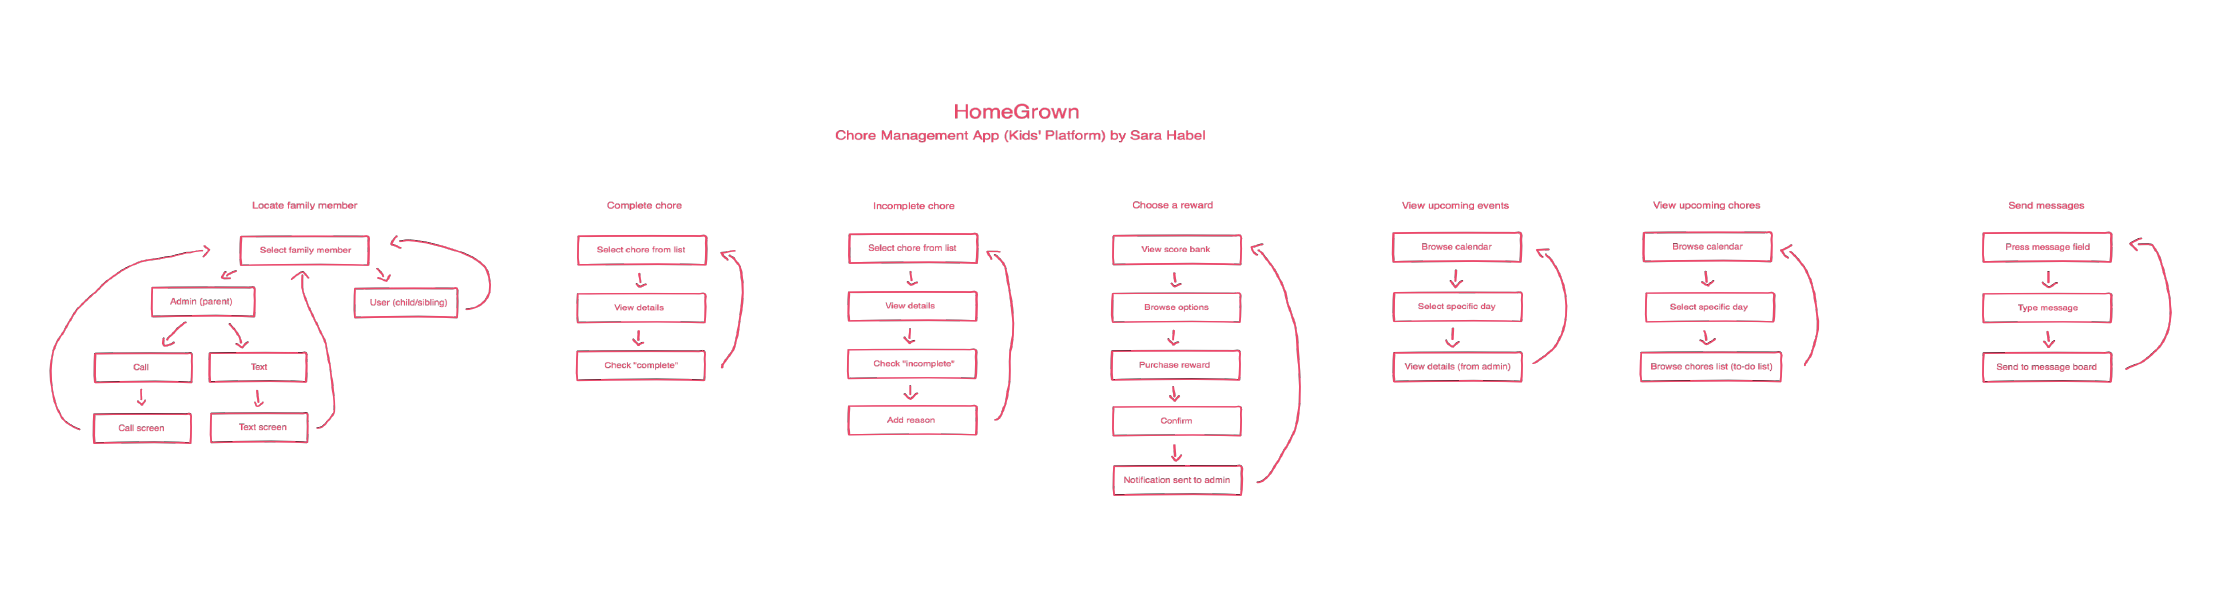 HomeGrown
Chore Management App (Kids' Platform) by Sara Habel
Locate family member
Select family member
Admin (parent)
User (child/sibling)
Call
Text
Call screen
Text screen
Complete chore
Select chore from list
View details
Check "complete"
Incomplete chore
Select chore from list
View details
Check "incomplete"
Add reason
Choose a reward
View score bank
Browse options
Purchase reward
Confirm
Notification sent to admin
View upcoming events
Browse calendar
Select specific day
View details (from admin)
View upcoming chores
Browse calendar
Select specific day
Browse chores list (to-do list)
Send messages
Press message field
Type message
Send to message board